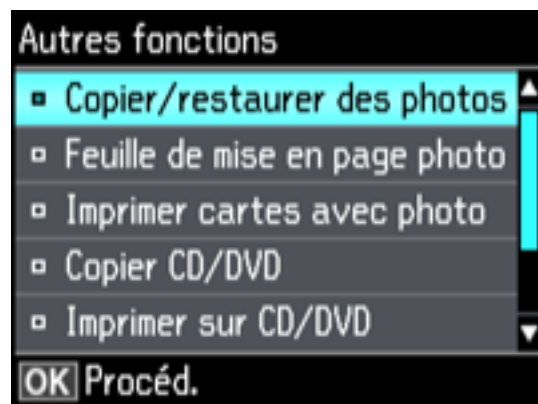 Autres fonctions
Copier/restaurer des photos
Feuille de mise en page photo
Imprimer cartes avec photo
Copier CD/DVD
Imprimer sur CD/DVD
OK Procéd.